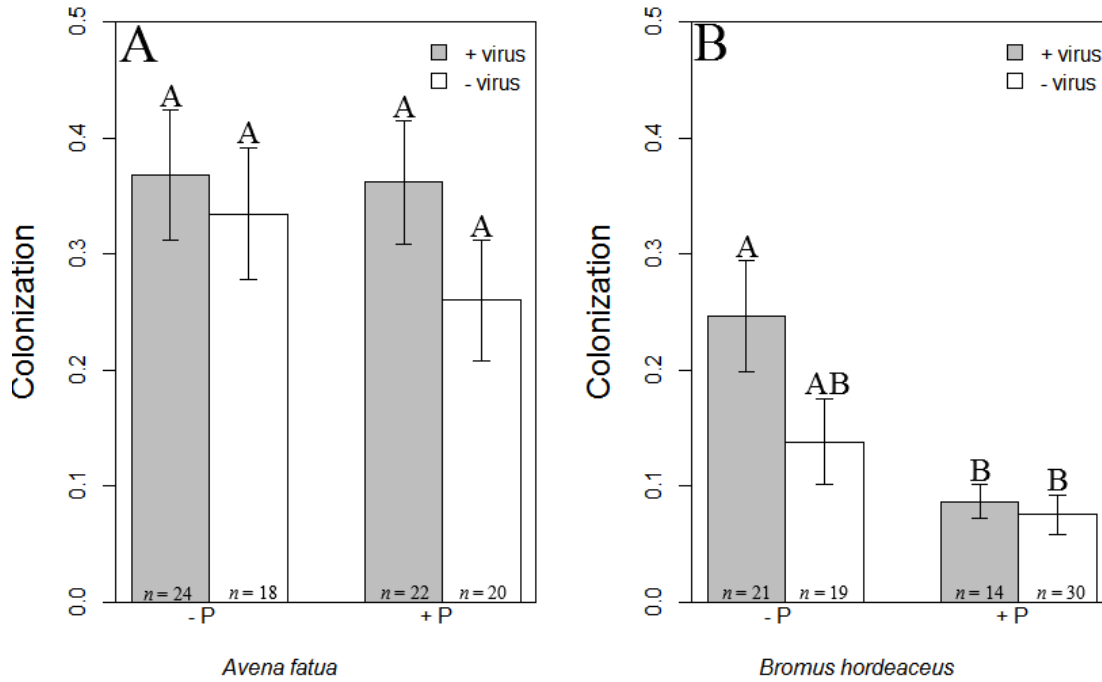 A
+ virus
- virus
Colonization
0.5
0.4
0.3
0.2
0.1
0.0
A
A
A
A
n = 24
n = 18
n = 22
n = 20
- P
+ P
Avena fatua
B
+ virus
- virus
Colonization
0.5
0.4
0.3
0.2
0.1
0.0
A
AB
B
B
n = 21
n = 19
n = 14
n = 30
- P
+ P
Bromus hordeaceus